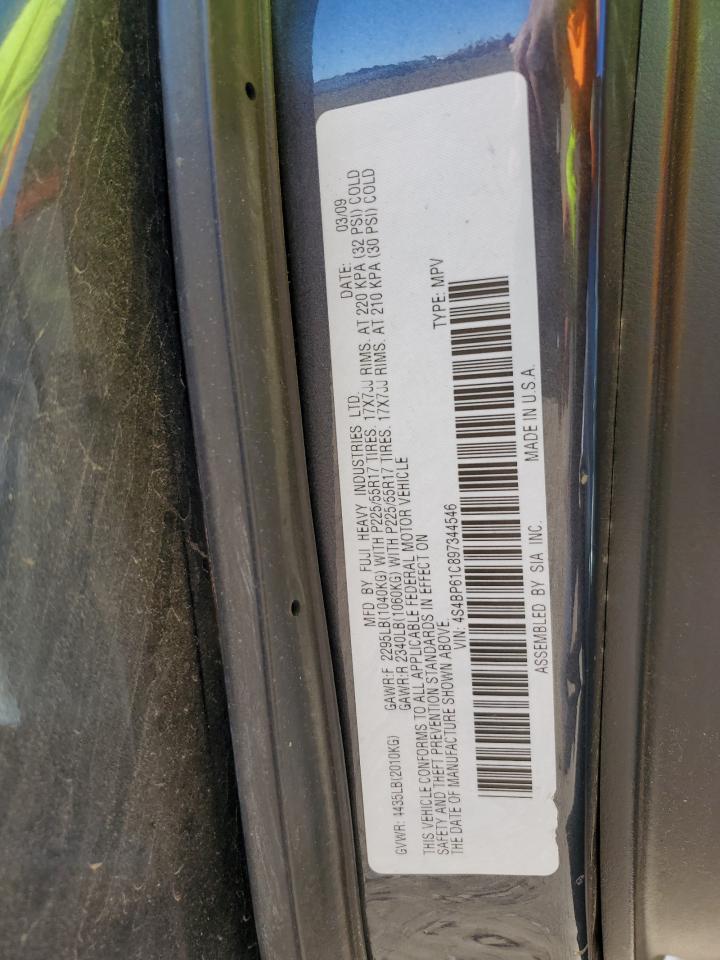 MFD BY FUJI HEAVY INDUSTRIES LTD. DATE: 03/09
GVWR: 4435LB(2010KG) GAWR:F 2295LB(1040KG) WITH P225/55R17 TIRES, 17X7JJ RIMS, AT 220 KPA (32 PSI) COLD
GAWR:R 2340LB(1060KG) WITH P225/55R17 TIRES, 17X7JJ RIMS, AT 210 KPA (30 PSI) COLD
THIS VEHICLE CONFORMS TO ALL APPLICABLE FEDERAL MOTOR VEHICLE
SAFETY AND THEFT PREVENTION STANDARDS IN EFFECT ON
THE DATE OF MANUFACTURE SHOWN ABOVE.
VIN: 4S4BP61C897344546 TYPE: MPV
ASSEMBLED BY SIA INC. MADE IN U.S.A.